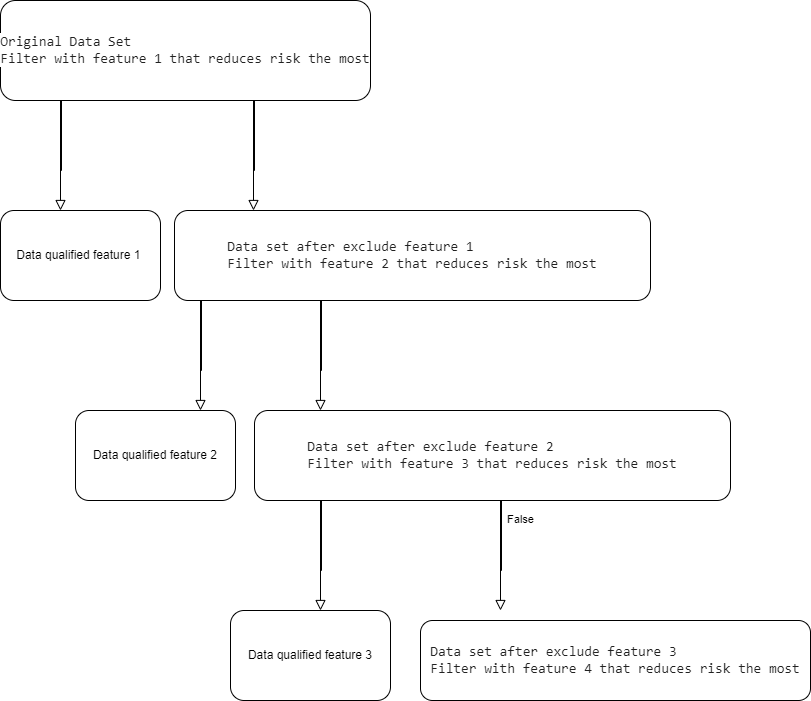 Original Data Set
Filter with feature 1 that reduces risk the most
Data qualified feature 1
Data set after exclude feature 1
Filter with feature 2 that reduces risk the most
Data qualified feature 2
Data set after exclude feature 2
Filter with feature 3 that reduces risk the most
False
Data qualified feature 3
Data set after exclude feature 3
Filter with feature 4 that reduces risk the most